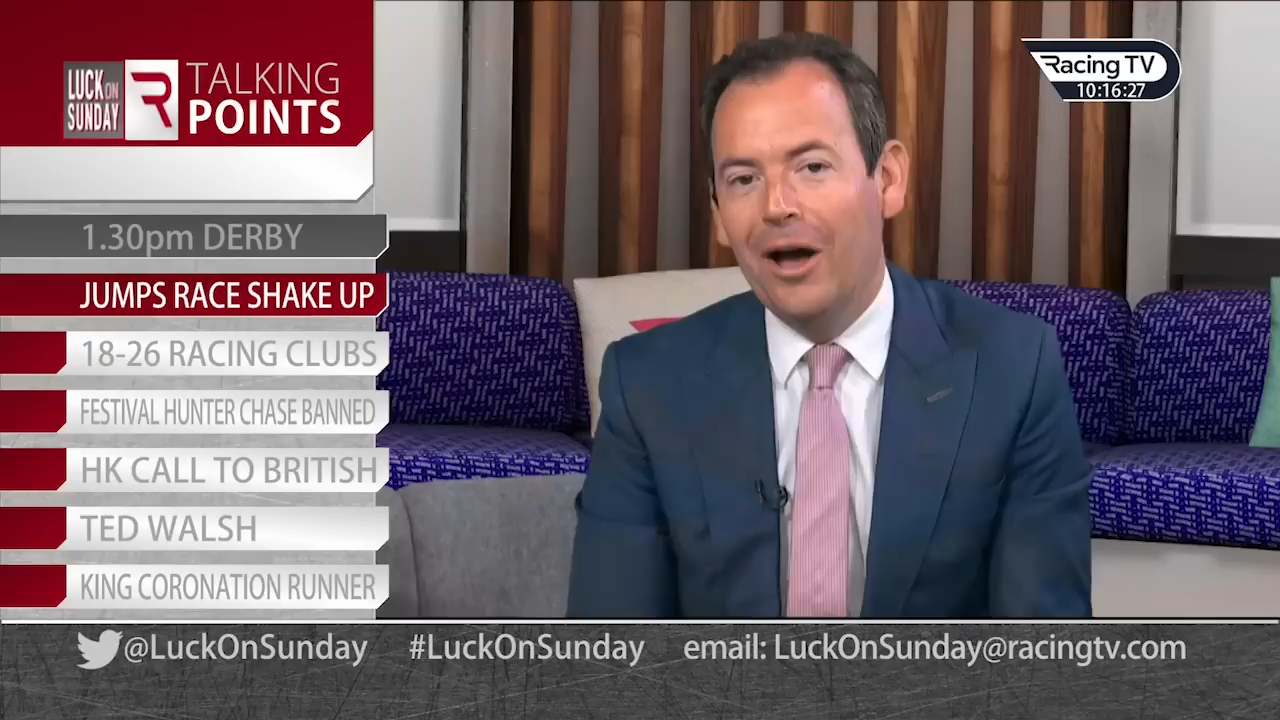 LUCK ON
SUNDAY
R
TALKING
POINTS
Racing TV
10:16:27
1.30pm DERBY
JUMPS RACE SHAKE UP
18-26 RACING CLUBS
FESTIVAL HUNTER CHASE BANNED
HK CALL TO BRITISH
TED WALSH
KING CORONATION RUNNER
@LuckOnSunday #LuckOnSunday email: LuckOnSunday@racingtv.com